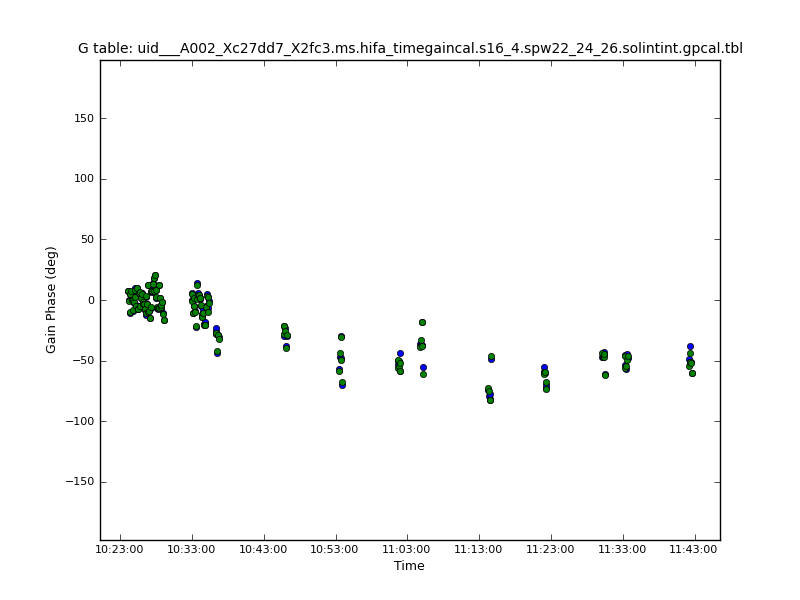 G table: uid___A002_Xc27dd7_X2fc3.ms.hifa_timegaincal.s16_4.spw22_24_26.solintint.gpcal.tbl
Gain Phase (deg)
150
100
50
0
−50
−100
−150
10:23:00 10:33:00 10:43:00 10:53:00 11:03:00 11:13:00 11:23:00 11:33:00 11:43:00
Time